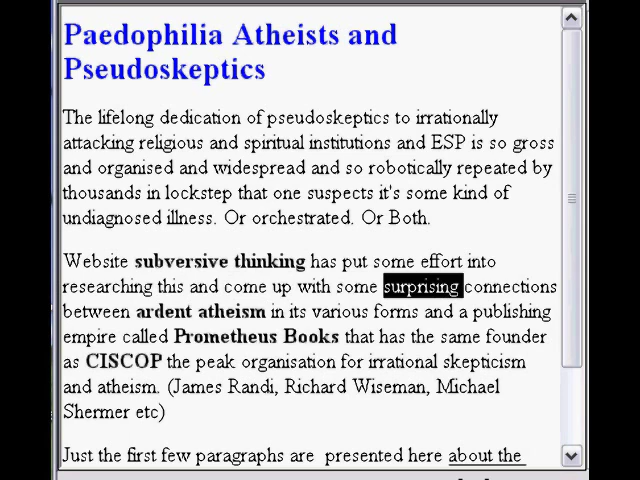 Paedophilia Atheists and
Pseudoskeptics
The lifelong dedication of pseudoskeptics to irrationally
attacking religious and spiritual institutions and ESP is so gross
and organised and widespread and so robotically repeated by
thousands in lockstep that one suspects it's some kind of
undiagnosed illness. Or orchestrated. Or Both.
Website subversive thinking has put some effort into
researching this and come up with some surprising connections
between ardent atheism in its various forms and a publishing
empire called Prometheus Books that has the same founder
as CISCOP the peak organisation for irrational skepticism
and atheism. (James Randi, Richard Wiseman, Michael
Shermer etc)
Just the first few paragraphs are presented here about the